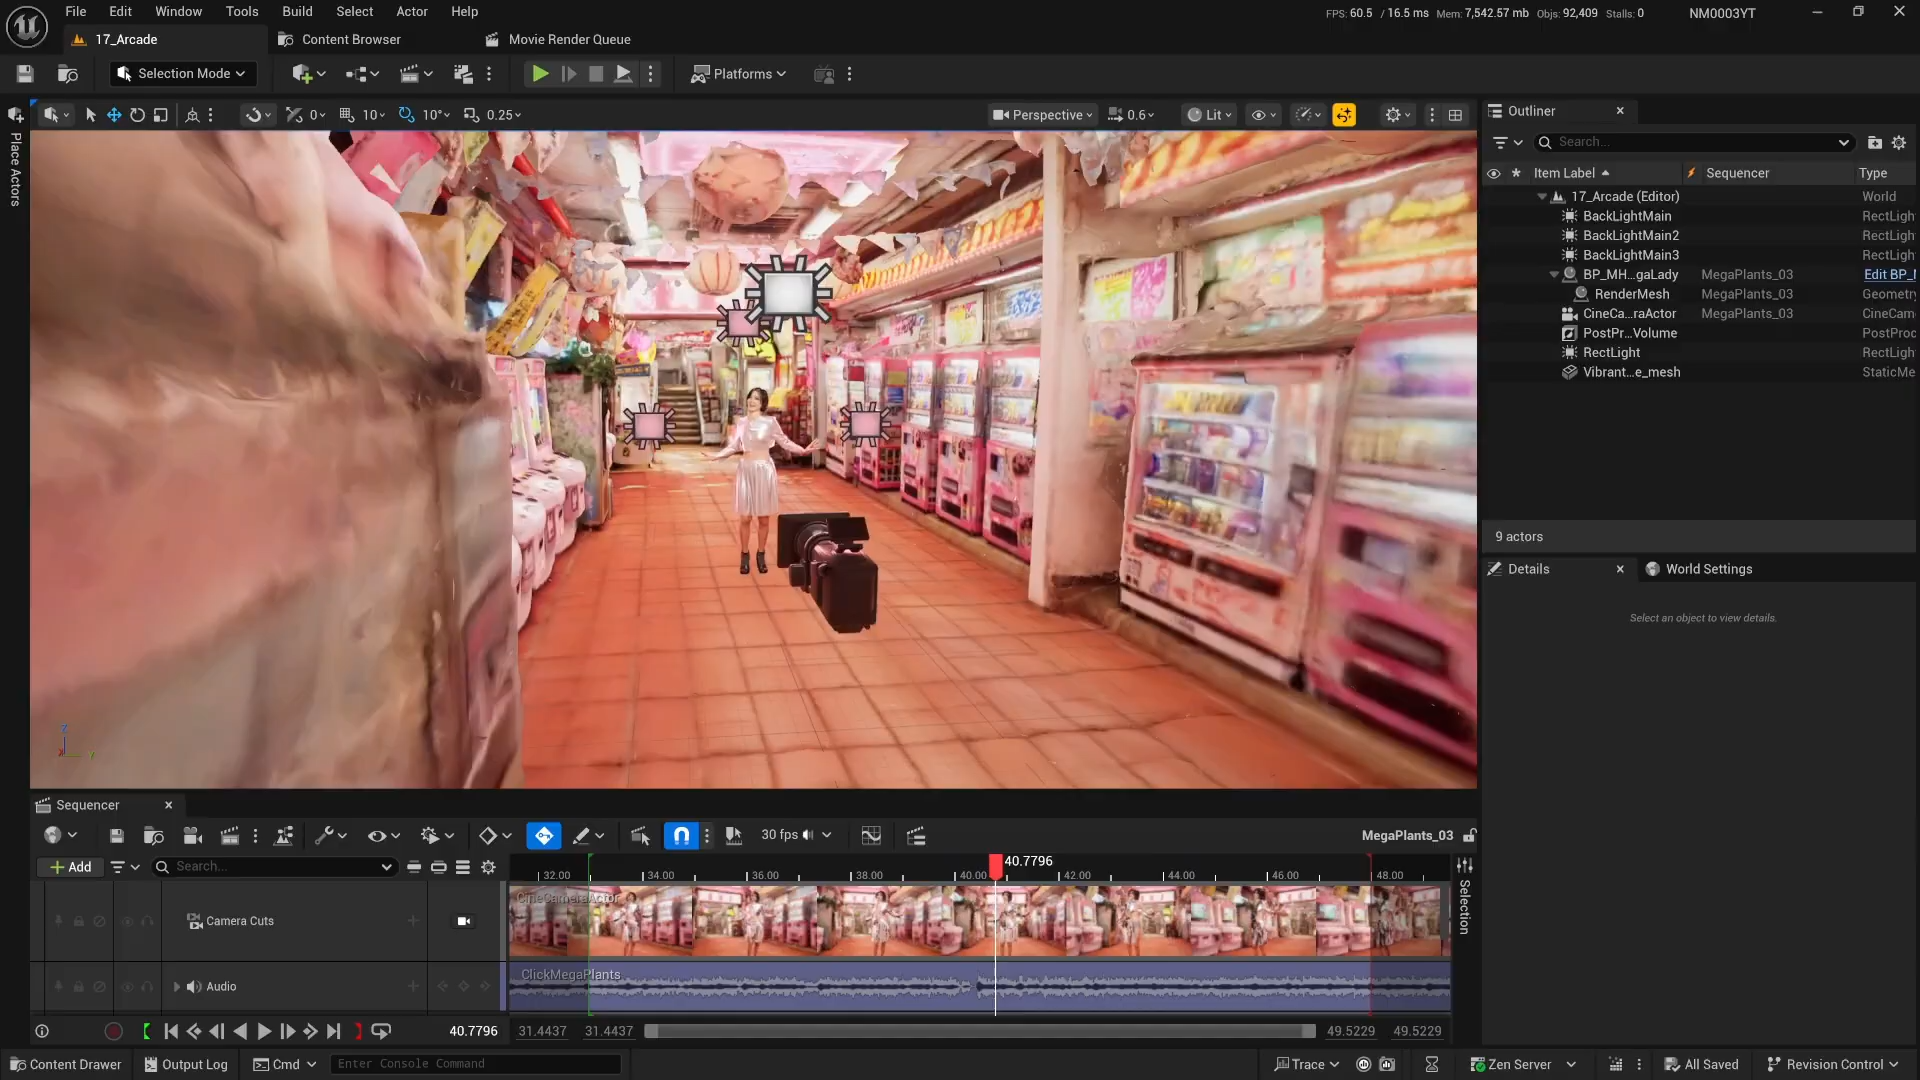 File Edit Window Tools Build Select Actor Help
FPS: 60.5 / 16.5 ms Mem: 7,542.57 mb Objs: 92,409 Stalls: 0 NM0003YT
17_Arcade Content Browser Movie Render Queue
Selection Mode Platforms
0 10 10° 0.25 Perspective 0.6 Lit
Place Actors
Outliner
Search...
Item Label Sequencer Type
17_Arcade (Editor) World
BackLightMain RectLigh
BackLightMain2 RectLigh
BackLightMain3 RectLigh
BP_MH...gaLady MegaPlants_03 Edit BP_
RenderMesh MegaPlants_03 Geometry
CineCa...raActor MegaPlants_03 CineCam
PostPr...Volume PostProc
RectLight RectLigh
Vibrant...e_mesh StaticMe
9 actors
Details World Settings
Select an object to view details.
Z
X Y
Sequencer
30 fps MegaPlants_03
Add Search... 40.7796
32.00 34.00 36.00 38.00 40.00 42.00 44.00 46.00 48.00
CineCameraActor
Camera Cuts
Selection
ClickMegaPlants
Audio
40.7796 31.4437 31.4437 49.5229 49.5229
Content Drawer Output Log Cmd Enter Console Command Trace Zen Server All Saved Revision Control